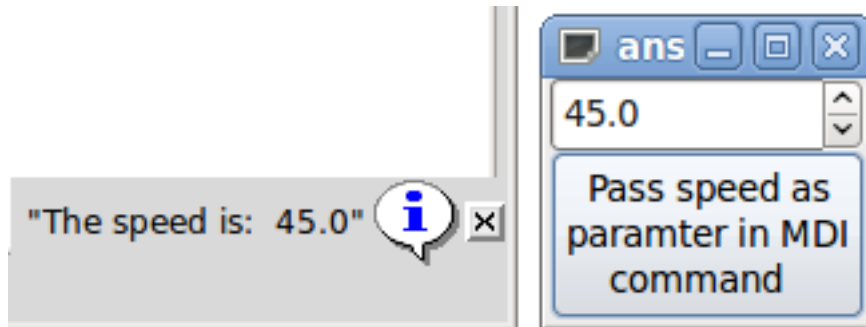 "The speed is:  45.0"
ans
45.0
Pass speed as
paramter in MDI
command